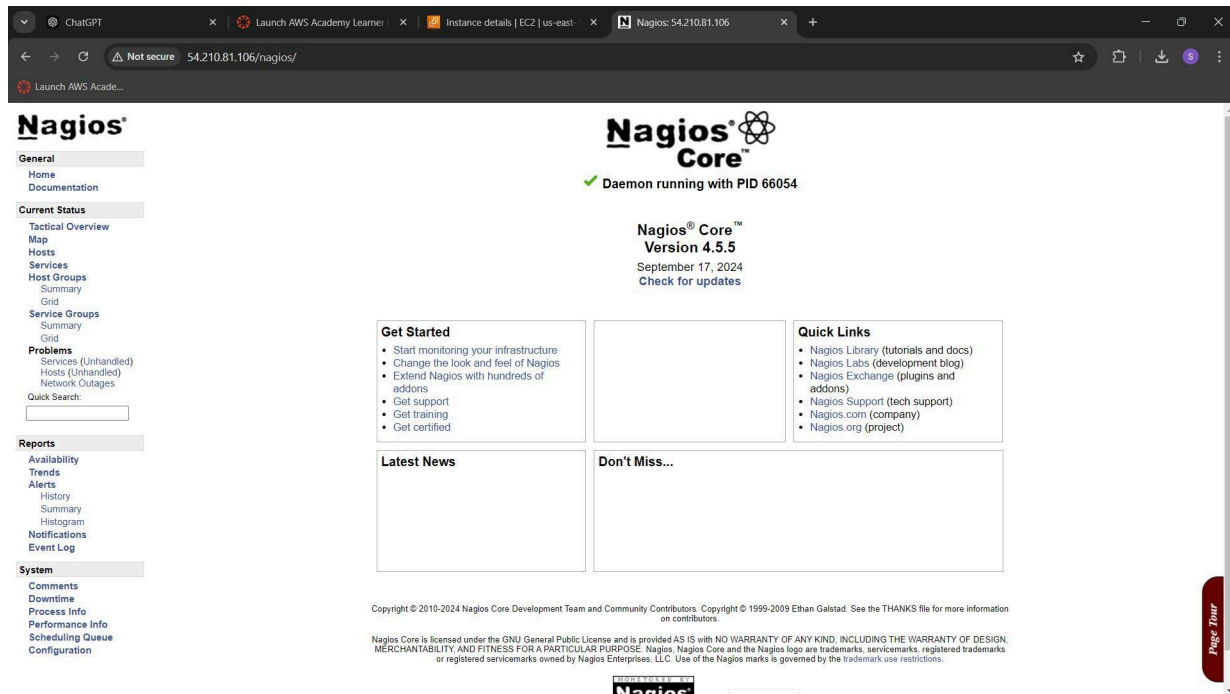 ChatGPT
Launch AWS Academy Learner
Instance details | EC2 | us-east-
Nagios: 54.210.81.106
Not secure
54.210.81.106/nagios/
S
Launch AWS Acade...
Nagios®
General
Home
Documentation
Current Status
Tactical Overview
Map
Hosts
Services
Host Groups
Summary
Grid
Service Groups
Summary
Grid
Problems
Services (Unhandled)
Hosts (Unhandled)
Network Outages
Quick Search:
Reports
Availability
Trends
Alerts
History
Summary
Histogram
Notifications
Event Log
System
Comments
Downtime
Process Info
Performance Info
Scheduling Queue
Configuration
Nagios®
Core™
Daemon running with PID 66054
Nagios® Core™
Version 4.5.5
September 17, 2024
Check for updates
Get Started
• Start monitoring your infrastructure
• Change the look and feel of Nagios
• Extend Nagios with hundreds of
addons
• Get support
• Get training
• Get certified
Quick Links
• Nagios Library (tutorials and docs)
• Nagios Labs (development blog)
• Nagios Exchange (plugins and
addons)
• Nagios Support (tech support)
• Nagios.com (company)
• Nagios.org (project)
Latest News
Don't Miss...
Copyright © 2010-2024 Nagios Core Development Team and Community Contributors. Copyright © 1999-2009 Ethan Galstad. See the THANKS file for more information
on contributors.
Nagios Core is licensed under the GNU General Public License and is provided AS IS with NO WARRANTY OF ANY KIND, INCLUDING THE WARRANTY OF DESIGN,
MERCHANTABILITY, AND FITNESS FOR A PARTICULAR PURPOSE. Nagios, Nagios Core and the Nagios logo are trademarks, servicemarks, registered trademarks
or registered servicemarks owned by Nagios Enterprises, LLC. Use of the Nagios marks is governed by the trademark use restrictions.
MONITORED BY
Nagios®
Page Tour